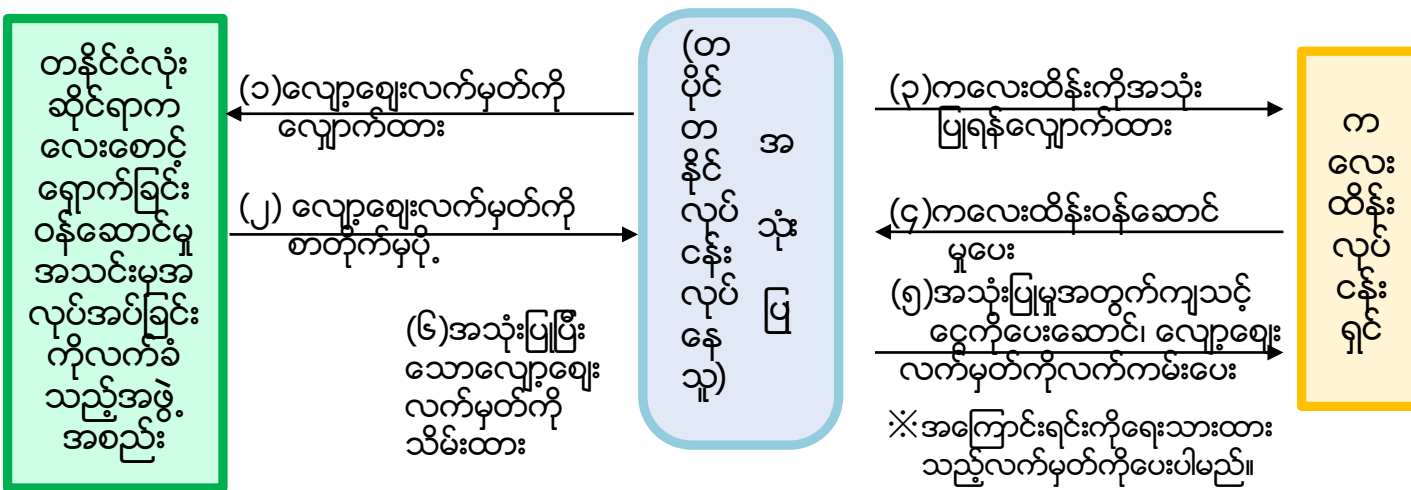 တနိုင်ငံလုံး
ဆိုင်ရာက
လေးစောင့်
ရှောက်ခြင်း
ဝန်ဆောင်မှု
အသင်းမှအ
လုပ်အပ်ခြင်း
ကိုလက်ခံ
သည့်အဖွဲ့
အစည်း
(၁)လျော့ဈေးလက်မှတ်ကို
လျှောက်ထား
(၂) လျော့ဈေးလက်မှတ်ကို
စာတိုက်မှပို့
(၆)အသုံးပြုပြီး
သောလျော့ဈေး
လက်မှတ်ကို
သိမ်းထား
(တ
ပိုင်
တ
နိုင်
လုပ်
ငန်း
လုပ်
နေ
သူ)
အ
သုံး
ပြု
(၃)ကလေးထိန်းကိုအသုံး
ပြုရန်လျှောက်ထား
(၄)ကလေးထိန်းဝန်ဆောင်
မှုပေး
(၅)အသုံးပြုမှုအတွက်ကျသင့်
ငွေကိုပေးဆောင်၊ လျော့ဈေး
လက်မှတ်ကိုလက်ကမ်းပေး
※အကြောင်းရင်းကိုရေးသားထား
သည့်လက်မှတ်ကိုပေးပါမည်။
က
လေး
ထိန်း
လုပ်
ငန်း
ရှင်